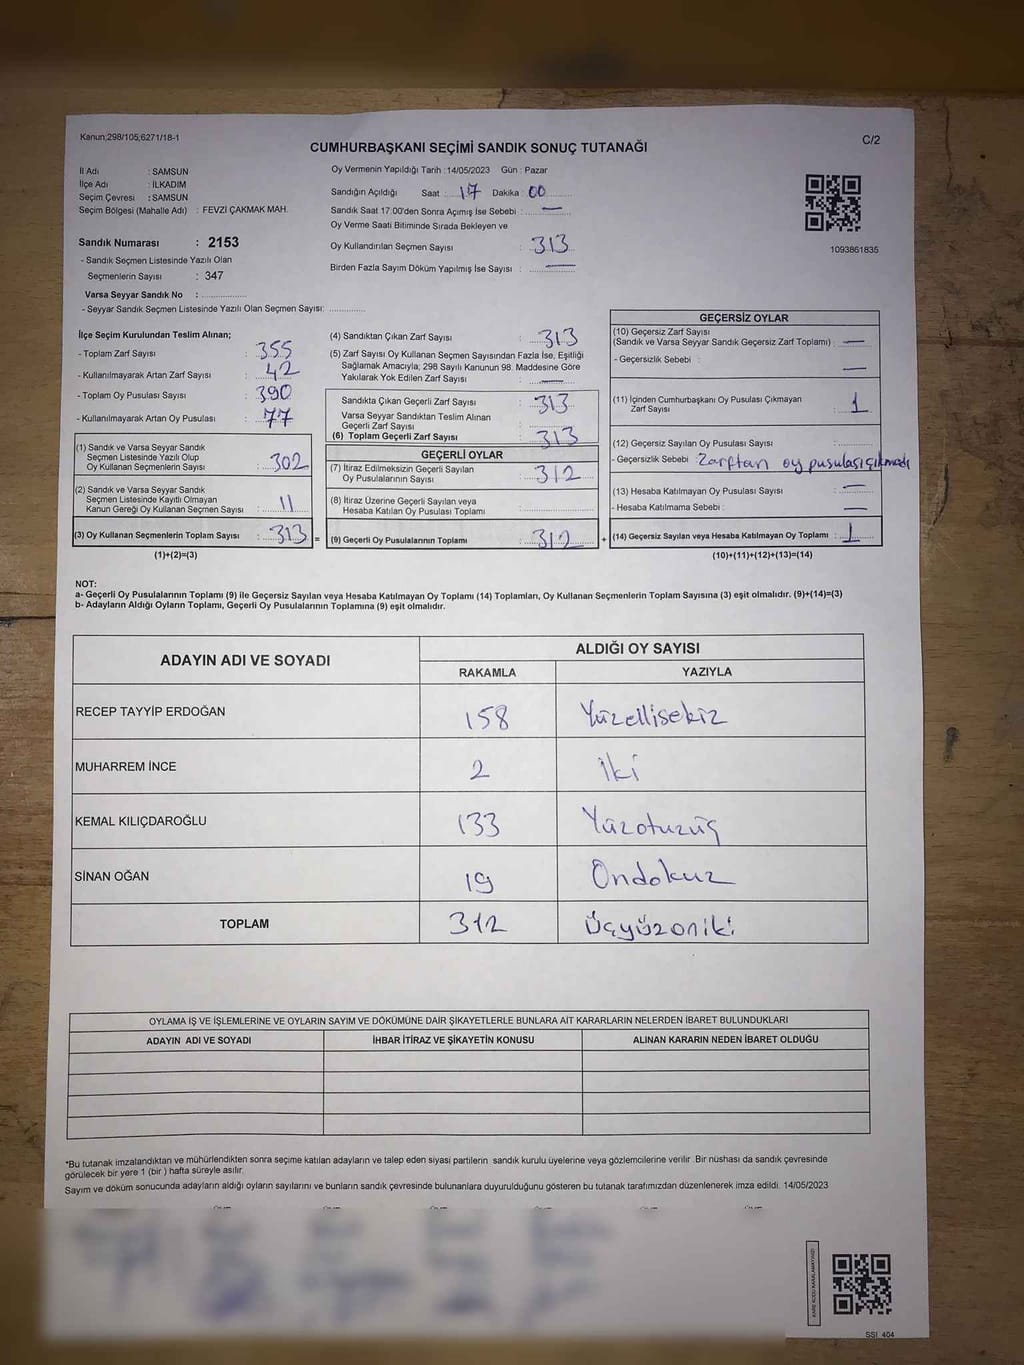 Kanun;298/105;6271/18-1
C/2
CUMHURBAŞKANI SEÇİMİ SANDIK SONUÇ TUTANAĞI
İl Adı : SAMSUN
İlçe Adı : İLKADIM
Seçim Çevresi : SAMSUN
Seçim Bölgesi (Mahalle Adı) : FEVZİ ÇAKMAK MAH.
Sandık Numarası : 2153
- Sandık Seçmen Listesinde Yazılı Olan
Seçmenlerin Sayısı : 347
Varsa Seyyar Sandık No :
- Seyyar Sandık Seçmen Listesinde Yazılı Olan Seçmen Sayısı:
Oy Vermenin Yapıldığı Tarih : 14/05/2023 Gün : Pazar
Sandığın Açıldığı Saat : 17 Dakika : 00
Sandık Saat 17:00'den Sonra Açımış İse Sebebi : —
Oy Verme Saati Bitiminde Sırada Bekleyen ve
Oy Kullandırılan Seçmen Sayısı : 313
Birden Fazla Sayım Döküm Yapılmış İse Sayısı : —
1093861835
İlçe Seçim Kurulundan Teslim Alınan;
- Toplam Zarf Sayısı : 355
- Kullanılmayarak Artan Zarf Sayısı : 42
- Toplam Oy Pusulası Sayısı : 390
- Kullanılmayarak Artan Oy Pusulası : 77
(1) Sandık ve Varsa Seyyar Sandık
Seçmen Listesinde Yazılı Olup
Oy Kullanan Seçmenlerin Sayısı : 302
(2) Sandık ve Varsa Seyyar Sandık
Seçmen Listesinde Kayıtlı Olmayan
Kanun Gereği Oy Kullanan Seçmen Sayısı : 11
(3) Oy Kullanan Seçmenlerin Toplam Sayısı : 313 =
(1)+(2)=(3)
(4) Sandıktan Çıkan Zarf Sayısı : 313
(5) Zarf Sayısı Oy Kullanan Seçmen Sayısından Fazla İse, Eşitliği
Sağlamak Amacıyla; 298 Sayılı Kanunun 98. Maddesine Göre
Yakılarak Yok Edilen Zarf Sayısı : —
Sandıkta Çıkan Geçerli Zarf Sayısı : 313
Varsa Seyyar Sandıktan Teslim Alınan
Geçerli Zarf Sayısı :
(6) Toplam Geçerli Zarf Sayısı : 313
GEÇERLİ OYLAR
(7) İtiraz Edilmeksizin Geçerli Sayılan
Oy Pusulalarının Sayısı : 312
(8) İtiraz Üzerine Geçerli Sayılan veya
Hesaba Katılan Oy Pusulası Toplamı :
(9) Geçerli Oy Pusulalarının Toplamı : 312 +
GEÇERSİZ OYLAR
(10) Geçersiz Zarf Sayısı
(Sandık ve Varsa Seyyar Sandık Geçersiz Zarf Toplamı) : —
- Geçersizlik Sebebi : —
(11) İçinden Cumhurbaşkanı Oy Pusulası Çıkmayan
Zarf Sayısı : 1
(12) Geçersiz Sayılan Oy Pusulası Sayısı :
- Geçersizlik Sebebi : Zarftan oy pusulası çıkmadı
(13) Hesaba Katılmayan Oy Pusulası Sayısı : —
- Hesaba Katılmama Sebebi : —
(14) Geçersiz Sayılan veya Hesaba Katılmayan Oy Toplamı : 1
(10)+(11)+(12)+(13)=(14)
NOT:
a- Geçerli Oy Pusulalarının Toplamı (9) ile Geçersiz Sayılan veya Hesaba Katılmayan Oy Toplamı (14) Toplamları, Oy Kullanan Seçmenlerin Toplam Sayısına (3) eşit olmalıdır. (9)+(14)=(3)
b- Adayların Aldığı Oyların Toplamı, Geçerli Oy Pusulalarının Toplamına (9) eşit olmalıdır.
ADAYIN ADI VE SOYADI
ALDIĞI OY SAYISI
RAKAMLA YAZIYLA
RECEP TAYYİP ERDOĞAN 158 Yüzellisekiz
MUHARREM İNCE 2 İki
KEMAL KILIÇDAROĞLU 133 Yüzotuzüç
SİNAN OĞAN 19 Ondokuz
TOPLAM 312 Üçyüzoniki
OYLAMA İŞ VE İŞLEMLERİNE VE OYLARIN SAYIM VE DÖKÜMÜNE DAİR ŞİKAYETLERLE BUNLARA AİT KARARLARIN NELERDEN İBARET BULUNDUKLARI
ADAYIN ADI VE SOYADI İHBAR İTİRAZ VE ŞİKAYETİN KONUSU ALINAN KARARIN NEDEN İBARET OLDUĞU
*Bu tutanak imzalandıktan ve mühürlendikten sonra seçime katılan adayların ve talep eden siyasi partilerin sandık kurulu üyelerine veya gözlemcilerine verilir. Bir nüshası da sandık çevresinde
görülecek bir yere 1 (bir) hafta süreyle asılır.
Sayım ve döküm sonucunda adayların aldığı oyların sayılarını ve bunların sandık çevresinde bulunanlara duyurulduğunu gösteren bu tutanak tarafımızdan düzenlenerek imza edildi. 14/05/2023
KARE KODU KARALAMAYINIZ!
SSI_404